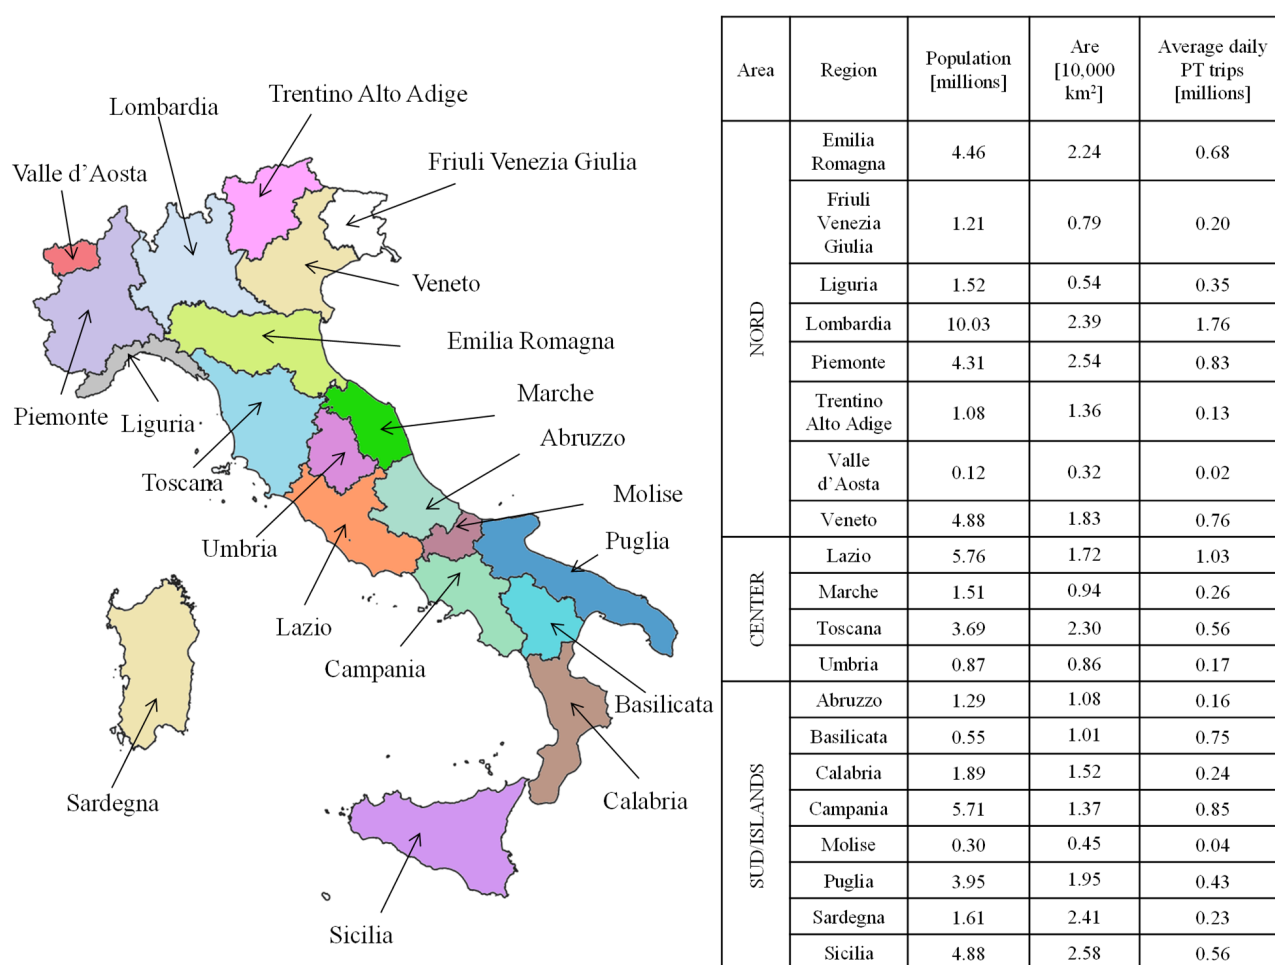 Trentino Alto Adige
Lombardia
Friuli Venezia Giulia
Valle d’Aosta
Veneto
Emilia Romagna
Marche
Piemonte
Liguria
Abruzzo
Toscana
Molise
Umbria
Puglia
Lazio
Campania
Basilicata
Sardegna
Calabria
Sicilia
Area
Region
Population
[millions]
Are
[10,000
km²]
Average daily
PT trips
[millions]
NORD
Emilia
Romagna
4.46
2.24
0.68
Friuli
Venezia
Giulia
1.21
0.79
0.20
Liguria
1.52
0.54
0.35
Lombardia
10.03
2.39
1.76
Piemonte
4.31
2.54
0.83
Trentino
Alto Adige
1.08
1.36
0.13
Valle
d’Aosta
0.12
0.32
0.02
Veneto
4.88
1.83
0.76
CENTER
Lazio
5.76
1.72
1.03
Marche
1.51
0.94
0.26
Toscana
3.69
2.30
0.56
Umbria
0.87
0.86
0.17
SUD/ISLANDS
Abruzzo
1.29
1.08
0.16
Basilicata
0.55
1.01
0.75
Calabria
1.89
1.52
0.24
Campania
5.71
1.37
0.85
Molise
0.30
0.45
0.04
Puglia
3.95
1.95
0.43
Sardegna
1.61
2.41
0.23
Sicilia
4.88
2.58
0.56